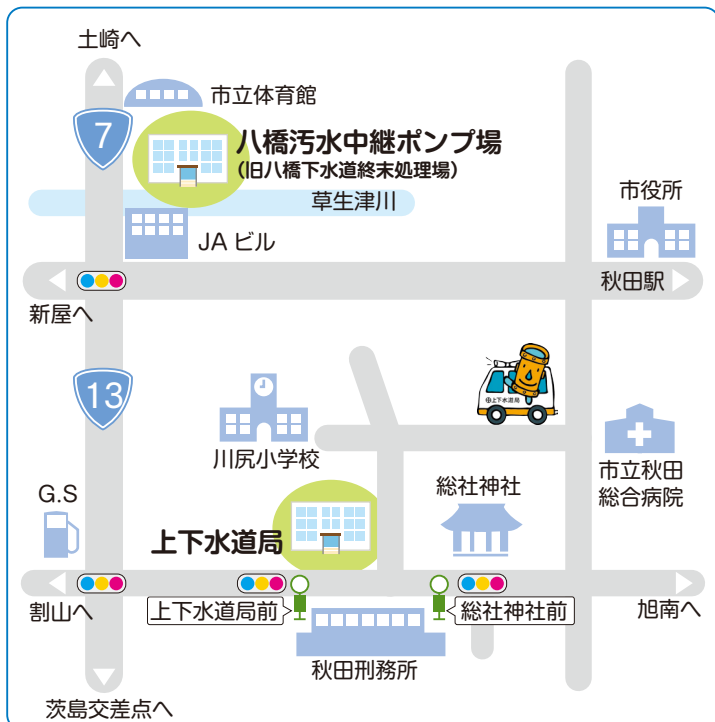 土崎へ
市立体育館
7
八橋汚水中継ポンプ場
(旧八橋下水道終末処理場)
草生津川
市役所
JA ビル
秋田駅
新屋へ
13
上下水道局
川尻小学校
市立秋田
総合病院
総社神社
G.S
上下水道局
割山へ
上下水道局前
総社神社前
旭南へ
秋田刑務所
茨島交差点へ